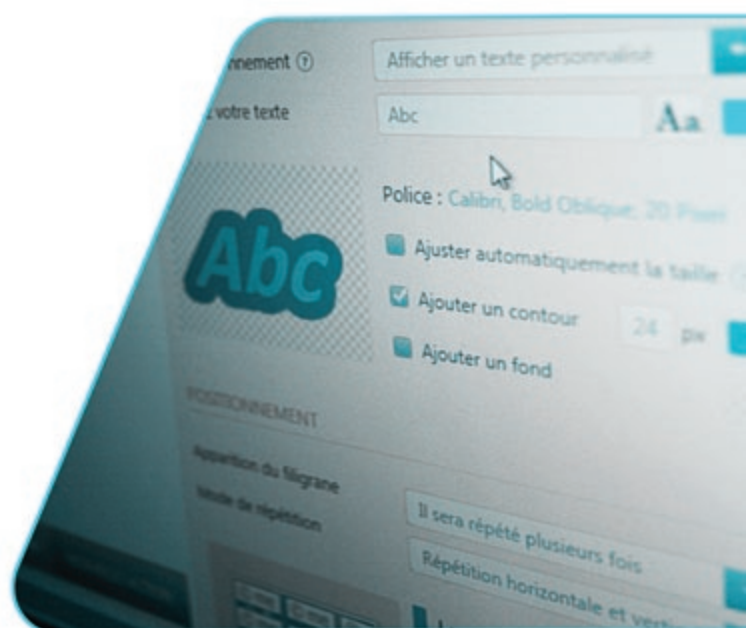 nnement ?
Afficher un texte personnalisé
votre texte
Abc
Aa
Police : Calibri, Bold Oblique, 20 Pixel
Abc
Ajuster automatiquement la taille
Ajouter un contour
24 px
Ajouter un fond
POSITIONNEMENT
Apparition du filigrane
Il sera répété plusieurs fois
Mode de répétition
Répétition horizontale et verti